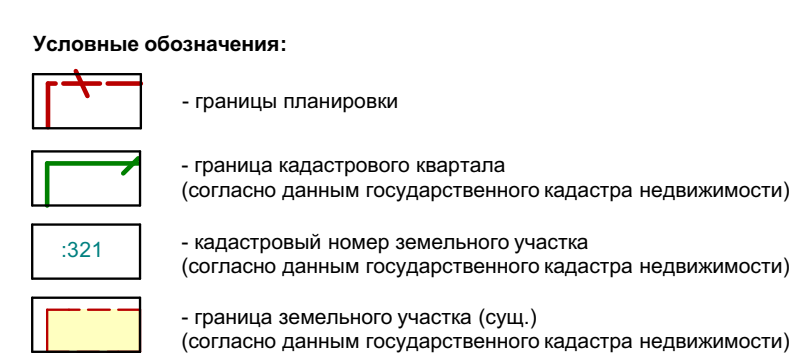 Условные обозначения:
- границы планировки
- граница кадастрового квартала
(согласно данным государственного кадастра недвижимости)
:321
- кадастровый номер земельного участка
(согласно данным государственного кадастра недвижимости)
- граница земельного участка (сущ.)
(согласно данным государственного кадастра недвижимости)